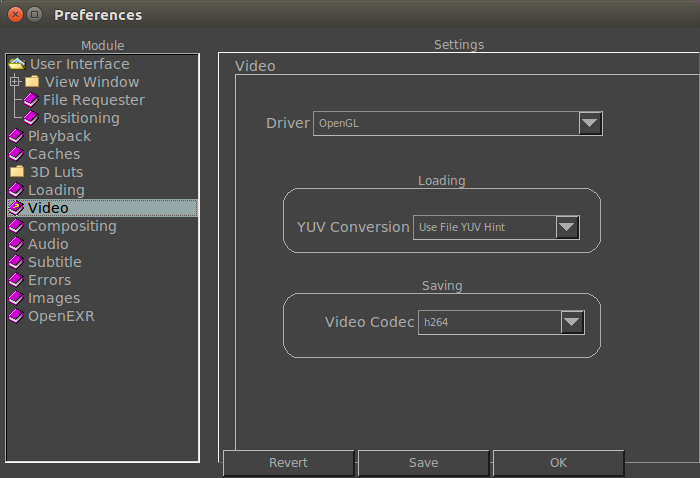 Preferences
Module
User Interface
View Window
File Requester
Positioning
Playback
Caches
3D Luts
Loading
Video
Compositing
Audio
Subtitle
Errors
Images
OpenEXR
Settings
Video
Driver OpenGL
Loading
YUV Conversion Use File YUV Hint
Saving
Video Codec h264
Revert Save OK